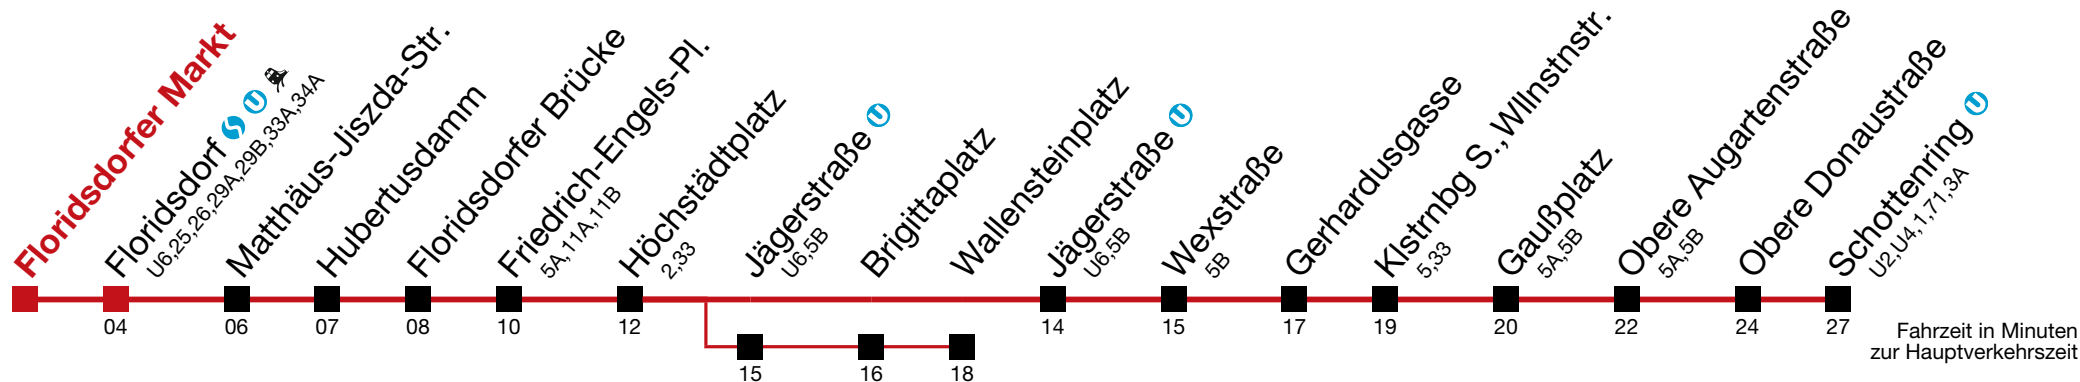 Floridsdorfer Markt
Floridsdorf
U6,25,26,29A,29B,33A,34A
Matthäus-Jiszda-Str.
Hubertusdamm
Floridsdorfer Brücke
Friedrich-Engels-Pl.
5A,11A,11B
Höchstädtplatz
2,33
Jägerstraße U
U6,5B
Brigittaplatz
Wallensteinplatz
Jägerstraße U
U6,5B
Wexstraße
5B
Gerhardusgasse
Klstrnbg S.,Wllnstnstr.
5,33
Gaußplatz
5A,5B
Obere Augartenstraße
5A,5B
Obere Donaustraße
Schottenring U
U2,U4,1,71,3A
04
06
07
08
10
12
14
15
17
19
20
22
24
27
15
16
18
Fahrzeit in Minuten
zur Hauptverkehrszeit